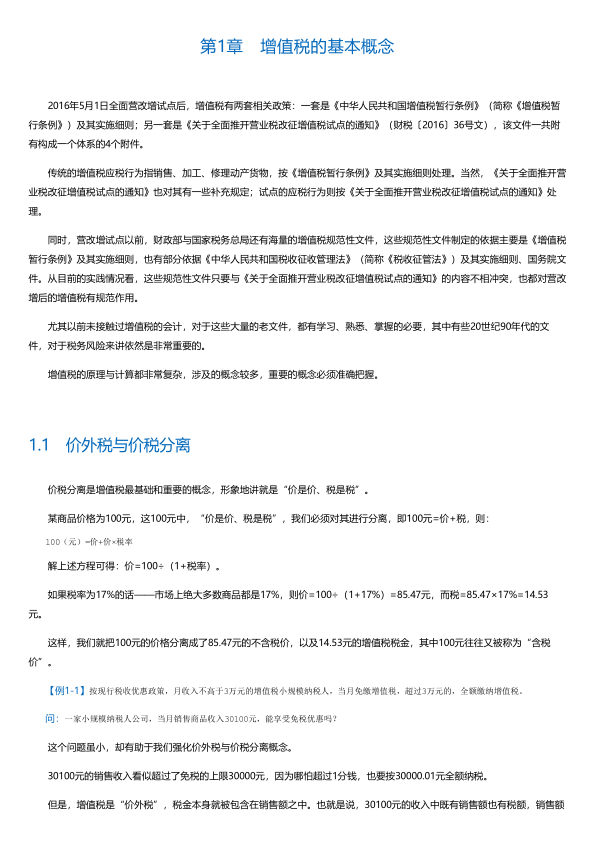 第1章　增值税的基本概念
2016年5月1日全面营改增试点后，增值税有两套相关政策：一套是《中华人民共和国增值税暂行条例》（简称《增值税暂
行条例》）及其实施细则；另一套是《关于全面推开营业税改征增值税试点的通知》（财税〔2016〕36号文），该文件一共附
有构成一个体系的4个附件。
传统的增值税应税行为指销售、加工、修理动产货物，按《增值税暂行条例》及其实施细则处理。当然，《关于全面推开营
业税改征增值税试点的通知》也对其有一些补充规定；试点的应税行为则按《关于全面推开营业税改征增值税试点的通知》处
理。
同时，营改增试点以前，财政部与国家税务总局还有海量的增值税规范性文件，这些规范性文件制定的依据主要是《增值税
暂行条例》及其实施细则，也有部分依据《中华人民共和国税收征收管理法》（简称《税收征管法》）及其实施细则、国务院文
件。从目前的实践情况看，这些规范性文件只要与《关于全面推开营业税改征增值税试点的通知》的内容不相冲突，也都对营改
增后的增值税有规范作用。
尤其以前未接触过增值税的会计，对于这些大量的老文件，都有学习、熟悉、掌握的必要，其中有些20世纪90年代的文
件，对于税务风险来讲依然是非常重要的。
增值税的原理与计算都非常复杂，涉及的概念较多，重要的概念必须准确把握。
1.1　价外税与价税分离
价税分离是增值税最基础和重要的概念，形象地讲就是“价是价、税是税”。
某商品价格为100元，这100元中，“价是价、税是税”，我们必须对其进行分离，即100元=价+税，则：
100（元）=价+价×税率
解上述方程可得：价=100÷（1+税率）。
如果税率为17%的话——市场上绝大多数商品都是17%，则价=100÷（1+17%）=85.47元，而税=85.47×17%=14.53
元。
这样，我们就把100元的价格分离成了85.47元的不含税价，以及14.53元的增值税税金，其中100元往往又被称为“含税
价”。
【例1-1】按现行税收优惠政策，月收入不高于3万元的增值税小规模纳税人，当月免缴增值税，超过3万元的，全额缴纳增值税。
问：一家小规模纳税人公司，当月销售商品收入30100元，能享受免税优惠吗？
这个问题虽小，却有助于我们强化价外税与价税分离概念。
30100元的销售收入看似超过了免税的上限30000元，因为哪怕超过1分钱，也要按30000.01元全额纳税。
但是，增值税是“价外税”，税金本身就被包含在销售额之中。也就是说，30100元的收入中既有销售额也有税额，销售额